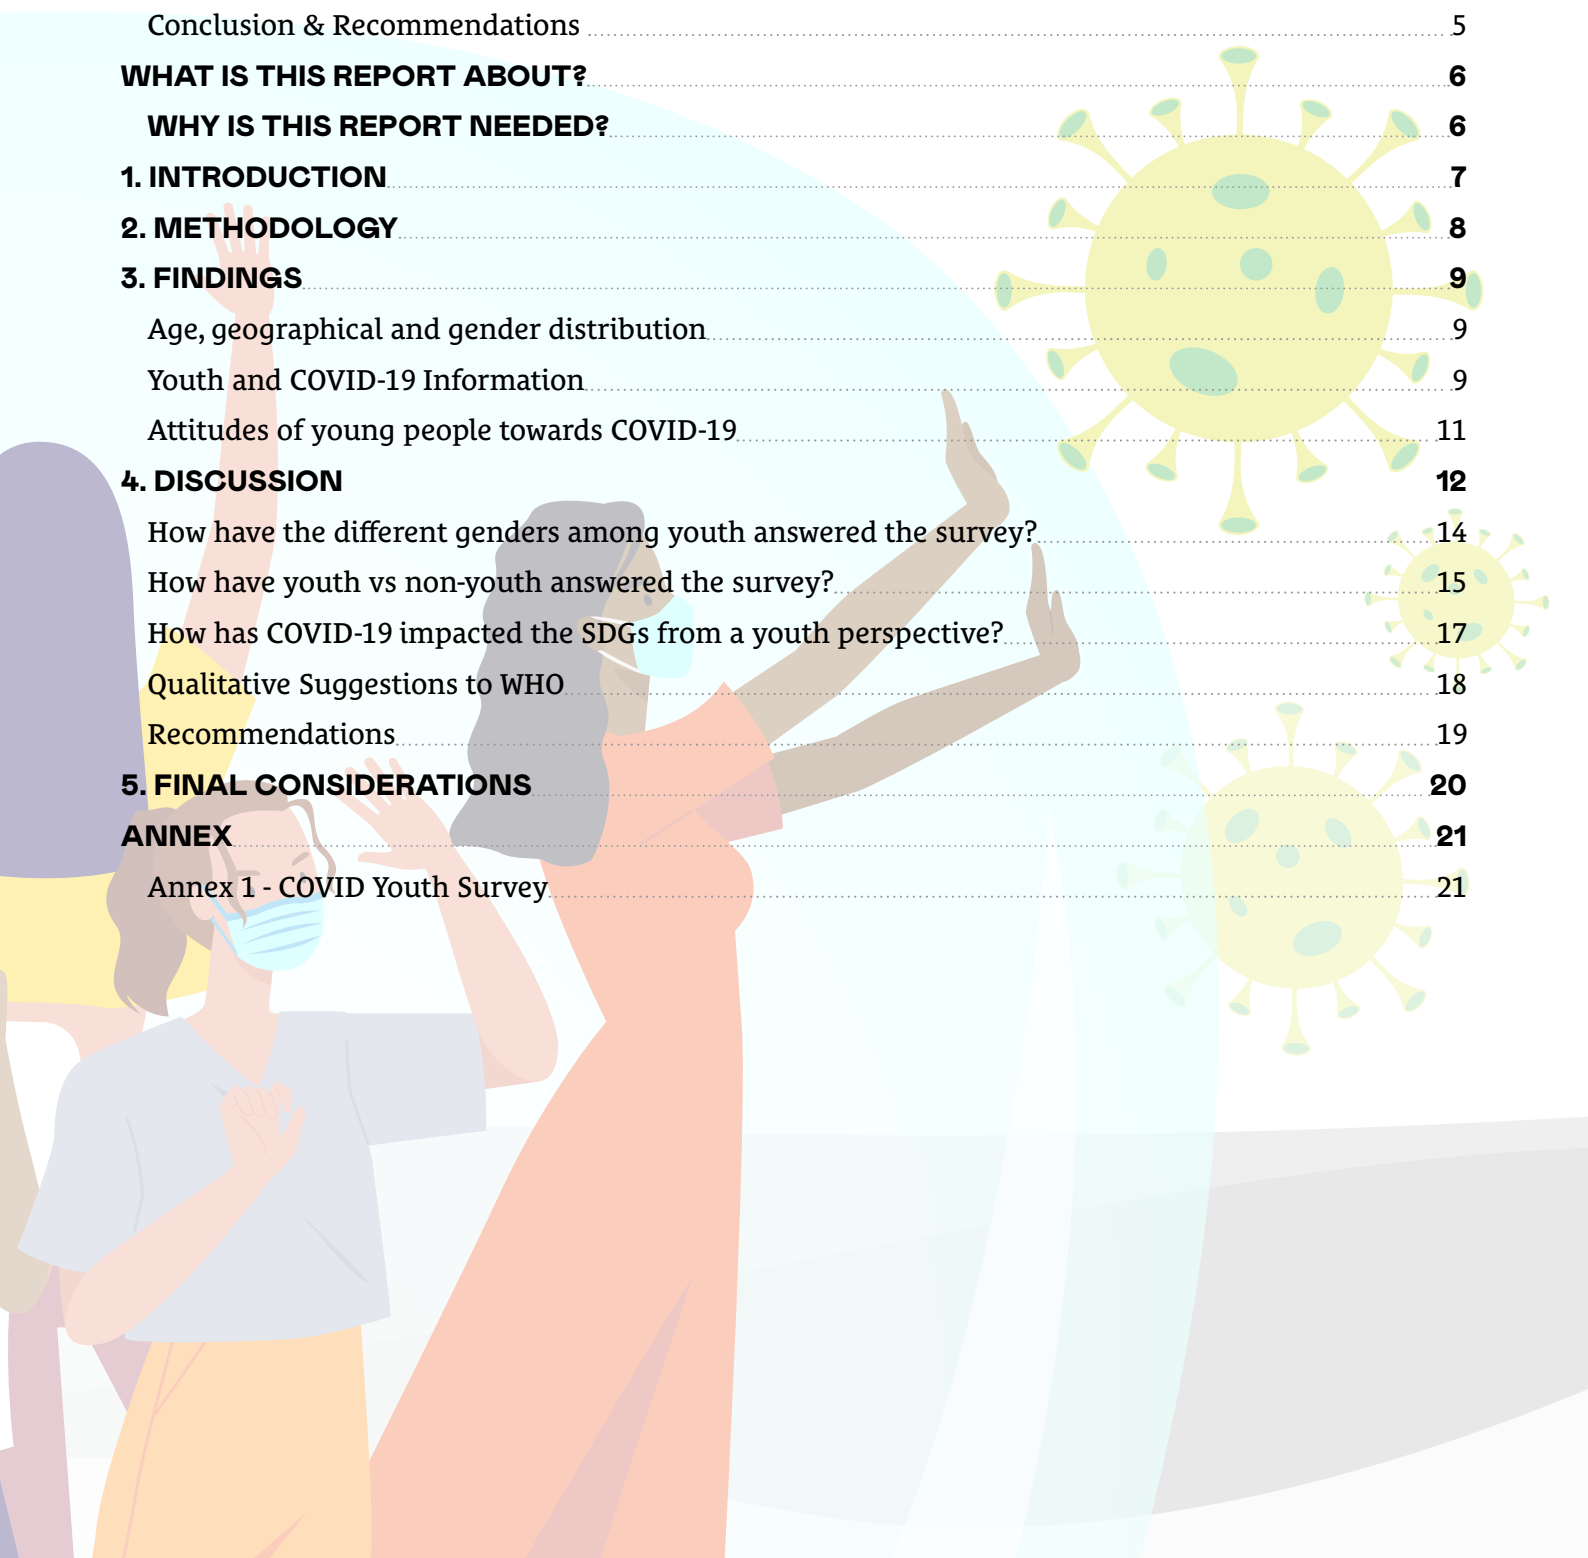 Conclusion & Recommendations 5
WHAT IS THIS REPORT ABOUT? 6
WHY IS THIS REPORT NEEDED? 6
1. INTRODUCTION 7
2. METHODOLOGY 8
3. FINDINGS 9
Age, geographical and gender distribution 9
Youth and COVID-19 Information 9
Attitudes of young people towards COVID-19 11
4. DISCUSSION 12
How have the different genders among youth answered the survey? 14
How have youth vs non-youth answered the survey? 15
How has COVID-19 impacted the SDGs from a youth perspective? 17
Qualitative Suggestions to WHO 18
Recommendations 19
5. FINAL CONSIDERATIONS 20
ANNEX 21
Annex 1 - COVID Youth Survey 21